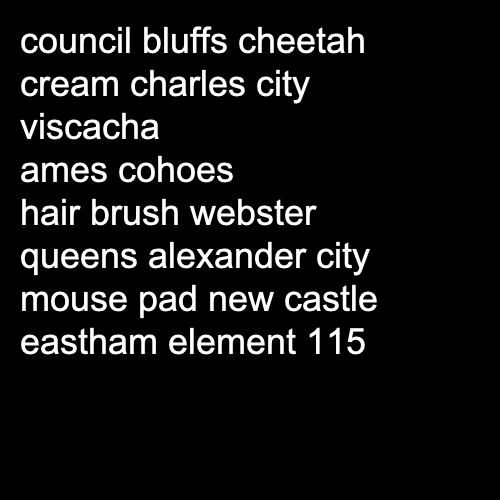 council bluffs cheetah
cream charles city
viscacha
ames cohoes
hair brush webster
queens alexander city
mouse pad new castle
eastham element 115